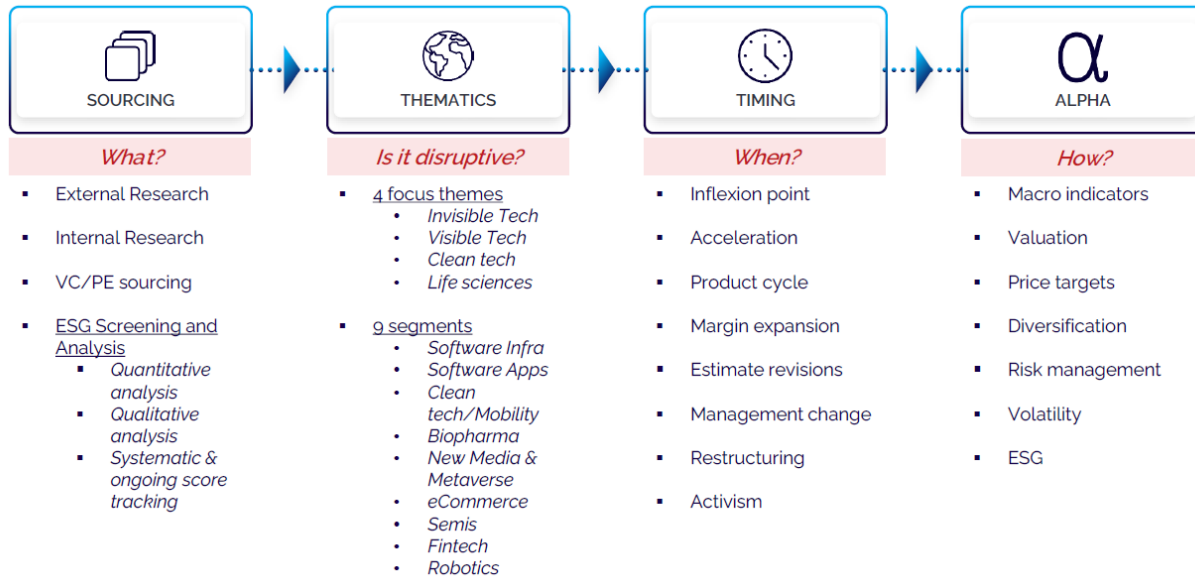 SOURCING
What?
External Research
Internal Research
VC/PE sourcing
ESG Screening and
Analysis
Quantitative
analysis
Qualitative
analysis
Systematic &
ongoing score
tracking
THEMATICS
Is it disruptive?
4 focus themes
Invisible Tech
Visible Tech
Clean tech
Life sciences
9 segments
Software Infra
Software Apps
Clean
tech/Mobility
Biopharma
New Media &
Metaverse
eCommerce
Semis
Fintech
Robotics
TIMING
When?
Inflexion point
Acceleration
Product cycle
Margin expansion
Estimate revisions
Management change
Restructuring
Activism
α
ALPHA
How?
Macro indicators
Valuation
Price targets
Diversification
Risk management
Volatility
ESG